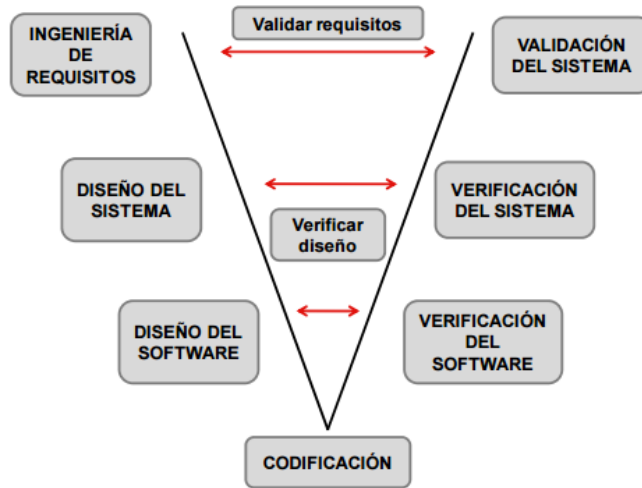 INGENIERÍA
DE
REQUISITOS
Validar requisitos
VALIDACIÓN
DEL SISTEMA
DISEÑO DEL
SISTEMA
Verificar
diseño
VERIFICACIÓN
DEL SISTEMA
DISEÑO DEL
SOFTWARE
VERIFICACIÓN
DEL
SOFTWARE
CODIFICACIÓN